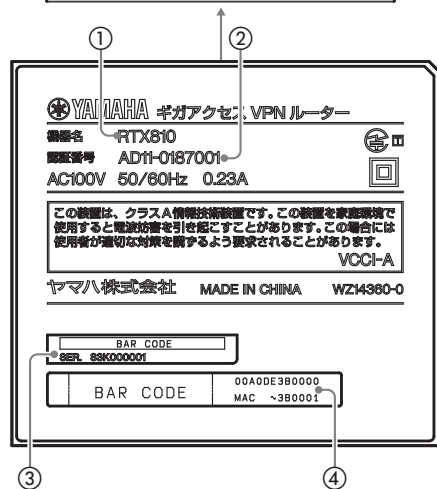 ① ②
YAMAHA ギガアクセス VPN ルーター
機器名 RTX810
認証番号 AD11-0187001
AC100V 50/60Hz 0.23A
この装置は、クラスA情報技術装置です。この装置を家庭環境で
使用すると電波妨害を引き起こすことがあります。この場合には
使用者が適切な対策を講ずるよう要求されることがあります。
VCCI-A
ヤマハ株式会社 MADE IN CHINA WZ14360-0
BAR CODE
SER. S3K000001
BAR CODE
00A0DE3B0000
MAC ~3B0001
③ ④